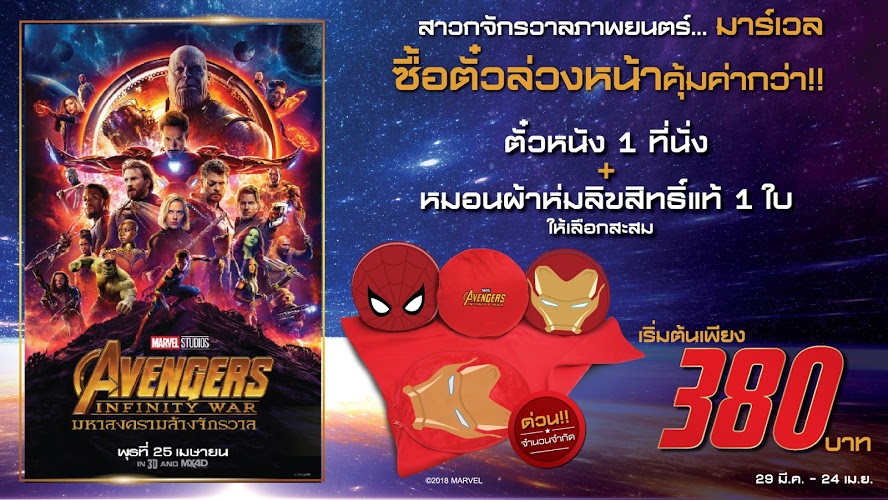 สาวกจักรวาลภาพยนตร์... มาร์เวล
ซื้อตั๋วล่วงหน้าคุ้มค่ากว่า!!
ตั๋วหนัง 1 ที่นั่ง
+
หมอนผ้าห่มลิขสิทธิ์แท้ 1 ใบ
ให้เลือกสะสม
MARVEL
AVENGERS
INFINITY WAR
MARVEL STUDIOS
AVENGERS
INFINITY WAR
มหาสงครามล้างจักรวาล
พุธที่ 25 เมษายน
IN 3D AND MX4D
เริ่มต้นเพียง
380
บาท
ด่วน!!
จำนวนจำกัด
©2018 MARVEL
29 มี.ค. - 24 เม.ย.